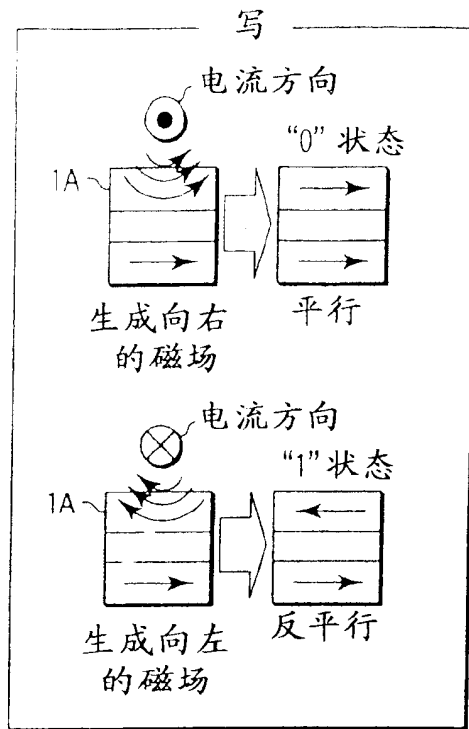 写
电流方向
“0”状态
1A
生成向右
的磁场
平行
电流方向
“1”状态
1A
生成向左
的磁场
反平行